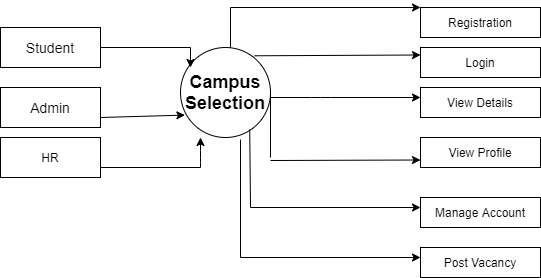 Student
Admin
HR
Campus
Selection
Registration
Login
View Details
View Profile
Manage Account
Post Vacancy